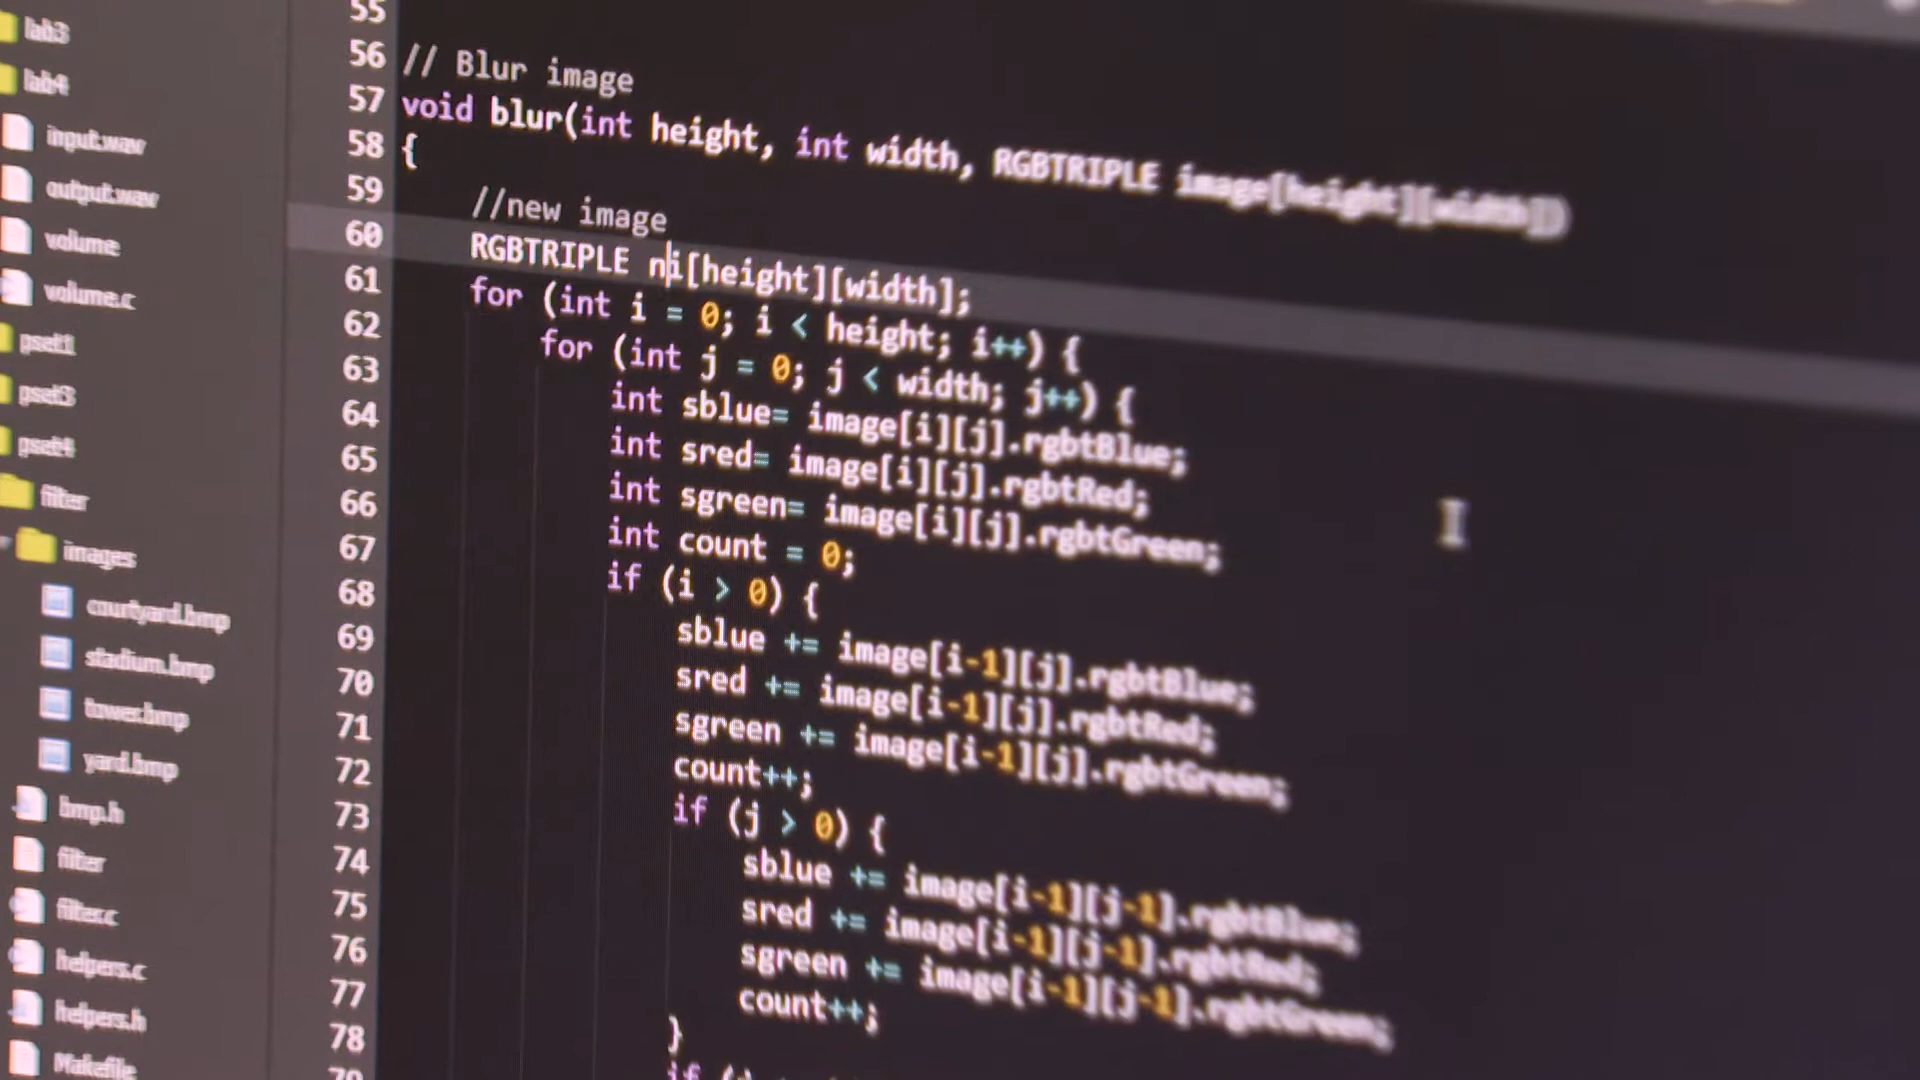 lab3
lab4
input.wav
output.wav
volume
volume.c
pset1
pset3
pset4
filter
images
courtyard.bmp
stadium.bmp
tower.bmp
yard.bmp
bmp.h
filter
filter.c
helpers.c
helpers.h
Makefile
55
56 // Blur image
57 void blur(int height, int width, RGBTRIPLE image[height][width])
58 {
59 //new image
60 RGBTRIPLE ni[height][width];
61 for (int i = 0; i < height; i++) {
62 for (int j = 0; j < width; j++) {
63 int sblue= image[i][j].rgbtBlue;
64 int sred= image[i][j].rgbtRed;
65 int sgreen= image[i][j].rgbtGreen;
66 int count = 0;
67 if (i > 0) {
68 sblue += image[i-1][j].rgbtBlue;
69 sred += image[i-1][j].rgbtRed;
70 sgreen += image[i-1][j].rgbtGreen;
71 count++;
72 if (j > 0) {
73 sblue += image[i-1][j-1].rgbtBlue;
74 sred += image[i-1][j-1].rgbtRed;
75 sgreen += image[i-1][j-1].rgbtGreen;
76 count++;
77 }
78 if (
79